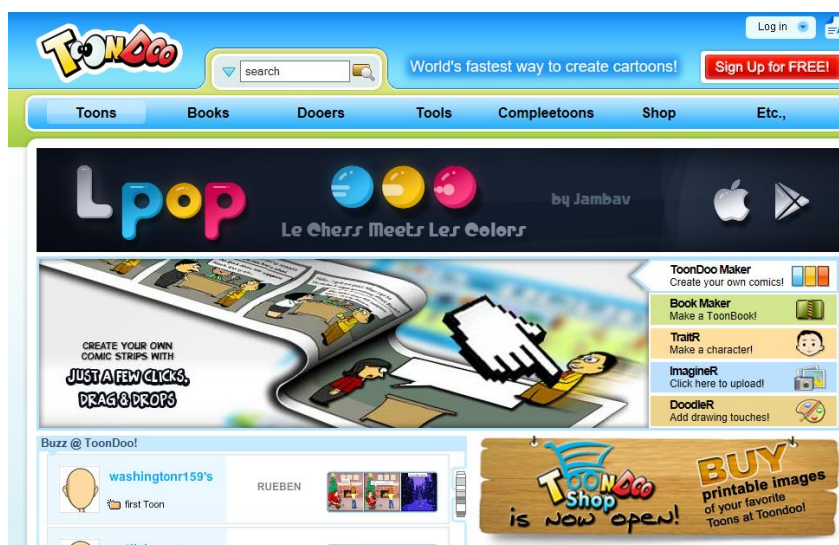 Log in
TOONDOO
search
World's fastest way to create cartoons!
Sign Up for FREE!
Toons
Books
Dooers
Tools
Compleetoons
Shop
Etc.,
Lpop
Le Chess Meets Les Colors
by Jambav
CREATE YOUR OWN
COMIC STRIPS WITH
JUST A FEW CLICKS,
DRAG & DROPS
ToonDoo Maker
Create your own comics!
Book Maker
Make a ToonBook!
TraitR
Make a character!
ImagineR
Click here to upload!
DoodleR
Add drawing touches!
Buzz @ ToonDoo!
washingtonr159's
first Toon
RUEBEN
TOONDOO
Shop
is now open!
BUY
printable images
of your favorite
Toons at Toondoo!